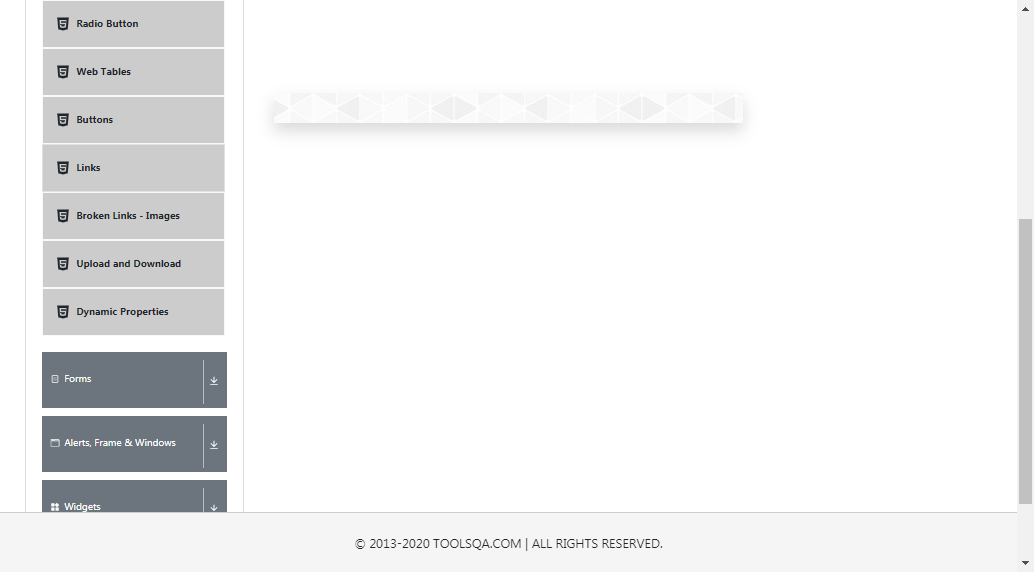 Radio Button
Web Tables
Buttons
Links
Broken Links - Images
Upload and Download
Dynamic Properties
Forms
Alerts, Frame & Windows
Widgets
© 2013-2020 TOOLSQA.COM | ALL RIGHTS RESERVED.